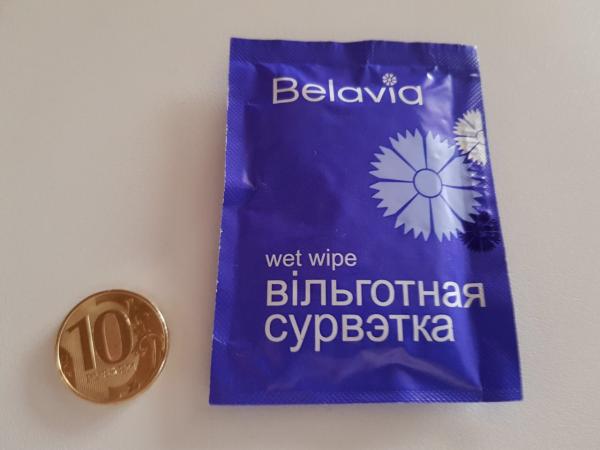 Belavia
wet wipe
вільготная
сурвэтка
10